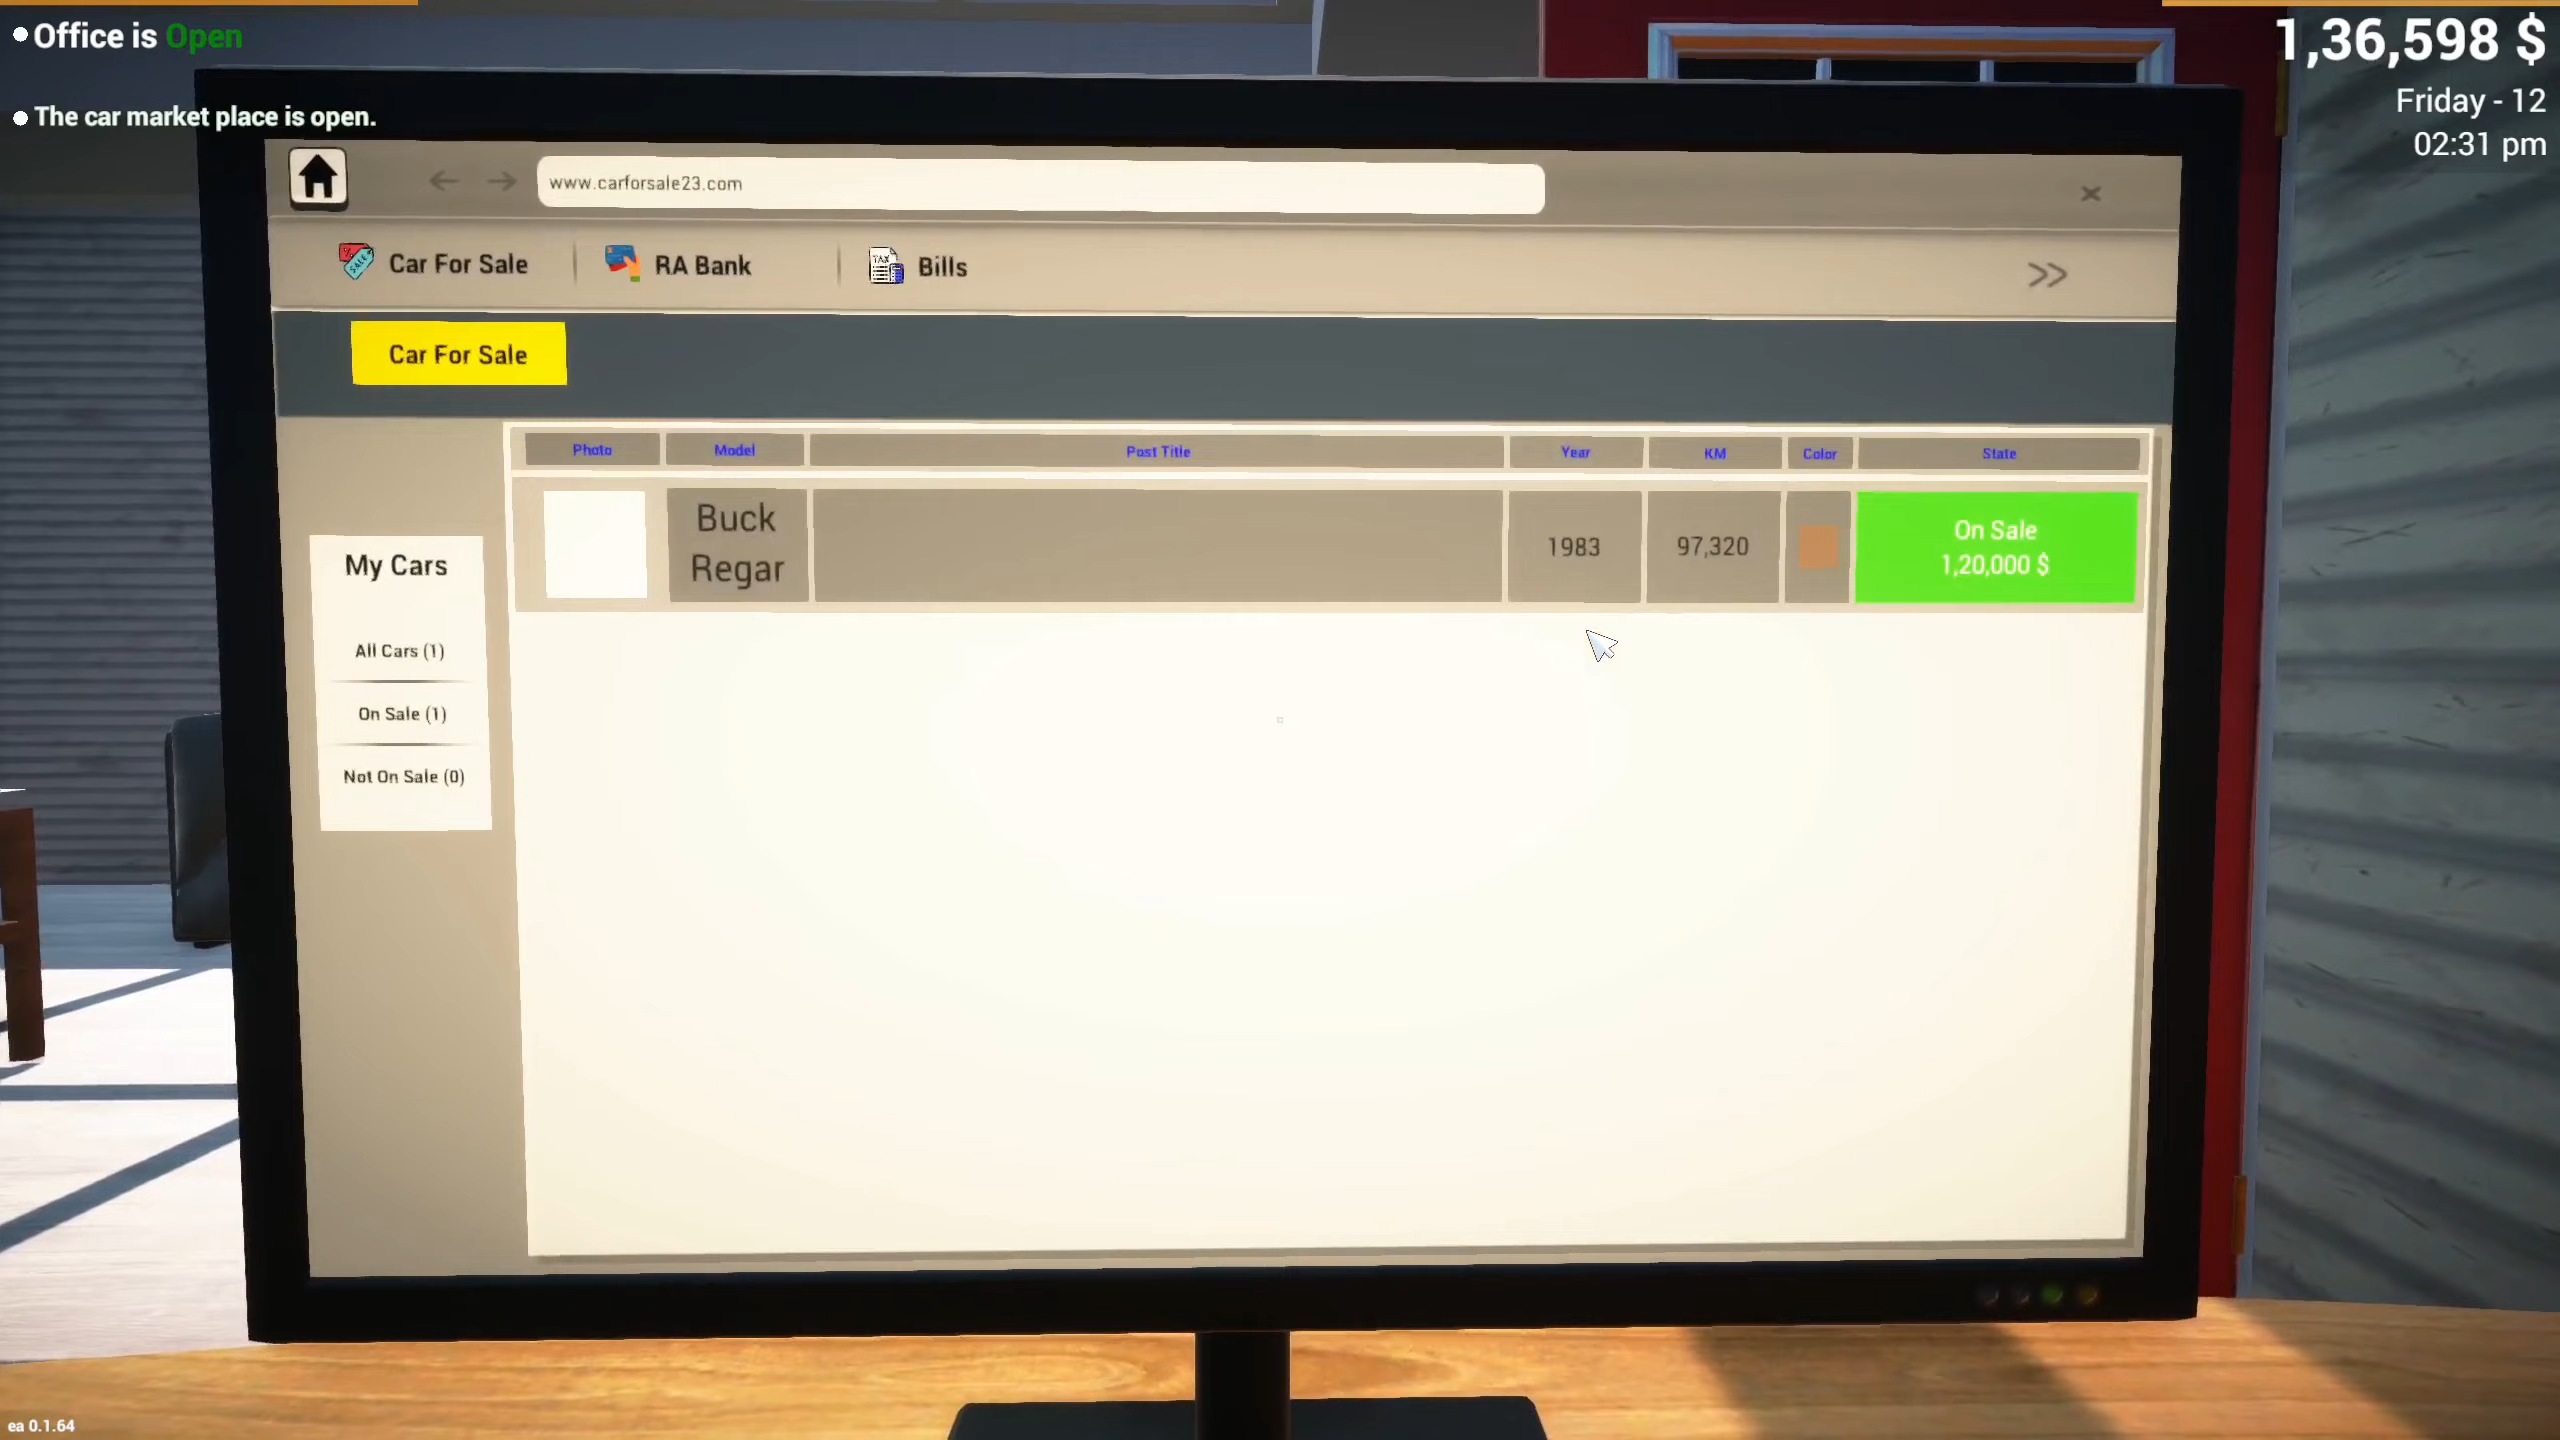 Office is Open
The car market place is open.
1,36,598 $
Friday - 12
02:31 pm
www.carforsale23.com
Car For Sale
RA Bank
Bills
Car For Sale
Photo
Model
Post Title
Year
KM
Color
State
Buck
Regar
1983
97,320
On Sale
1,20,000 $
My Cars
All Cars (1)
On Sale (1)
Not On Sale (0)
ea 0.1.64